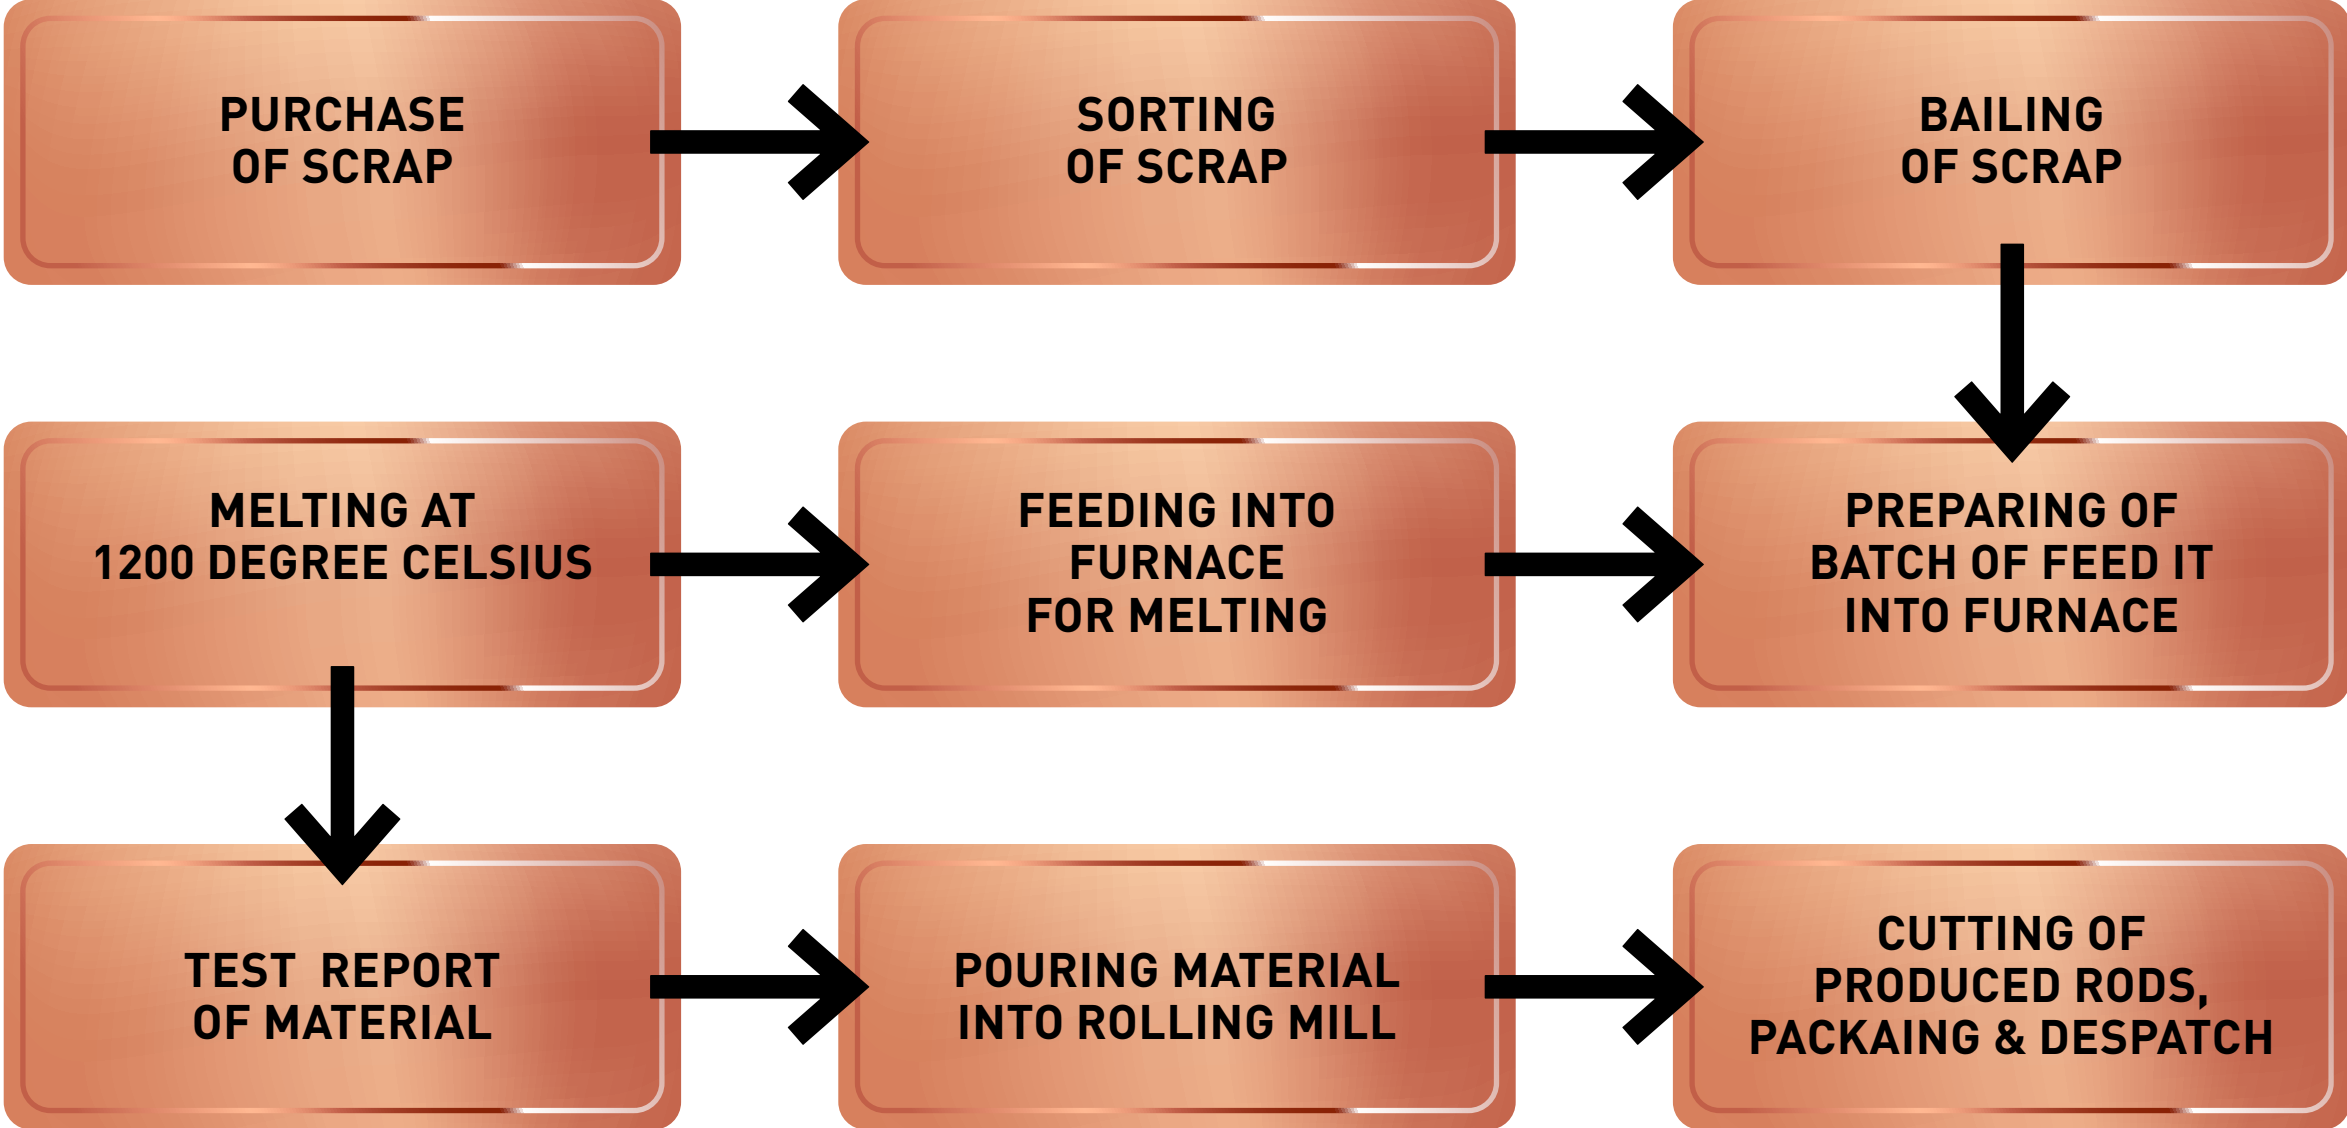 PURCHASE
OF SCRAP
SORTING
OF SCRAP
BAILING
OF SCRAP
MELTING AT
1200 DEGREE CELSIUS
FEEDING INTO
FURNACE
FOR MELTING
PREPARING OF
BATCH OF FEED IT
INTO FURNACE
TEST  REPORT
OF MATERIAL
POURING MATERIAL
INTO ROLLING MILL
CUTTING OF
PRODUCED RODS,
PACKAING & DESPATCH